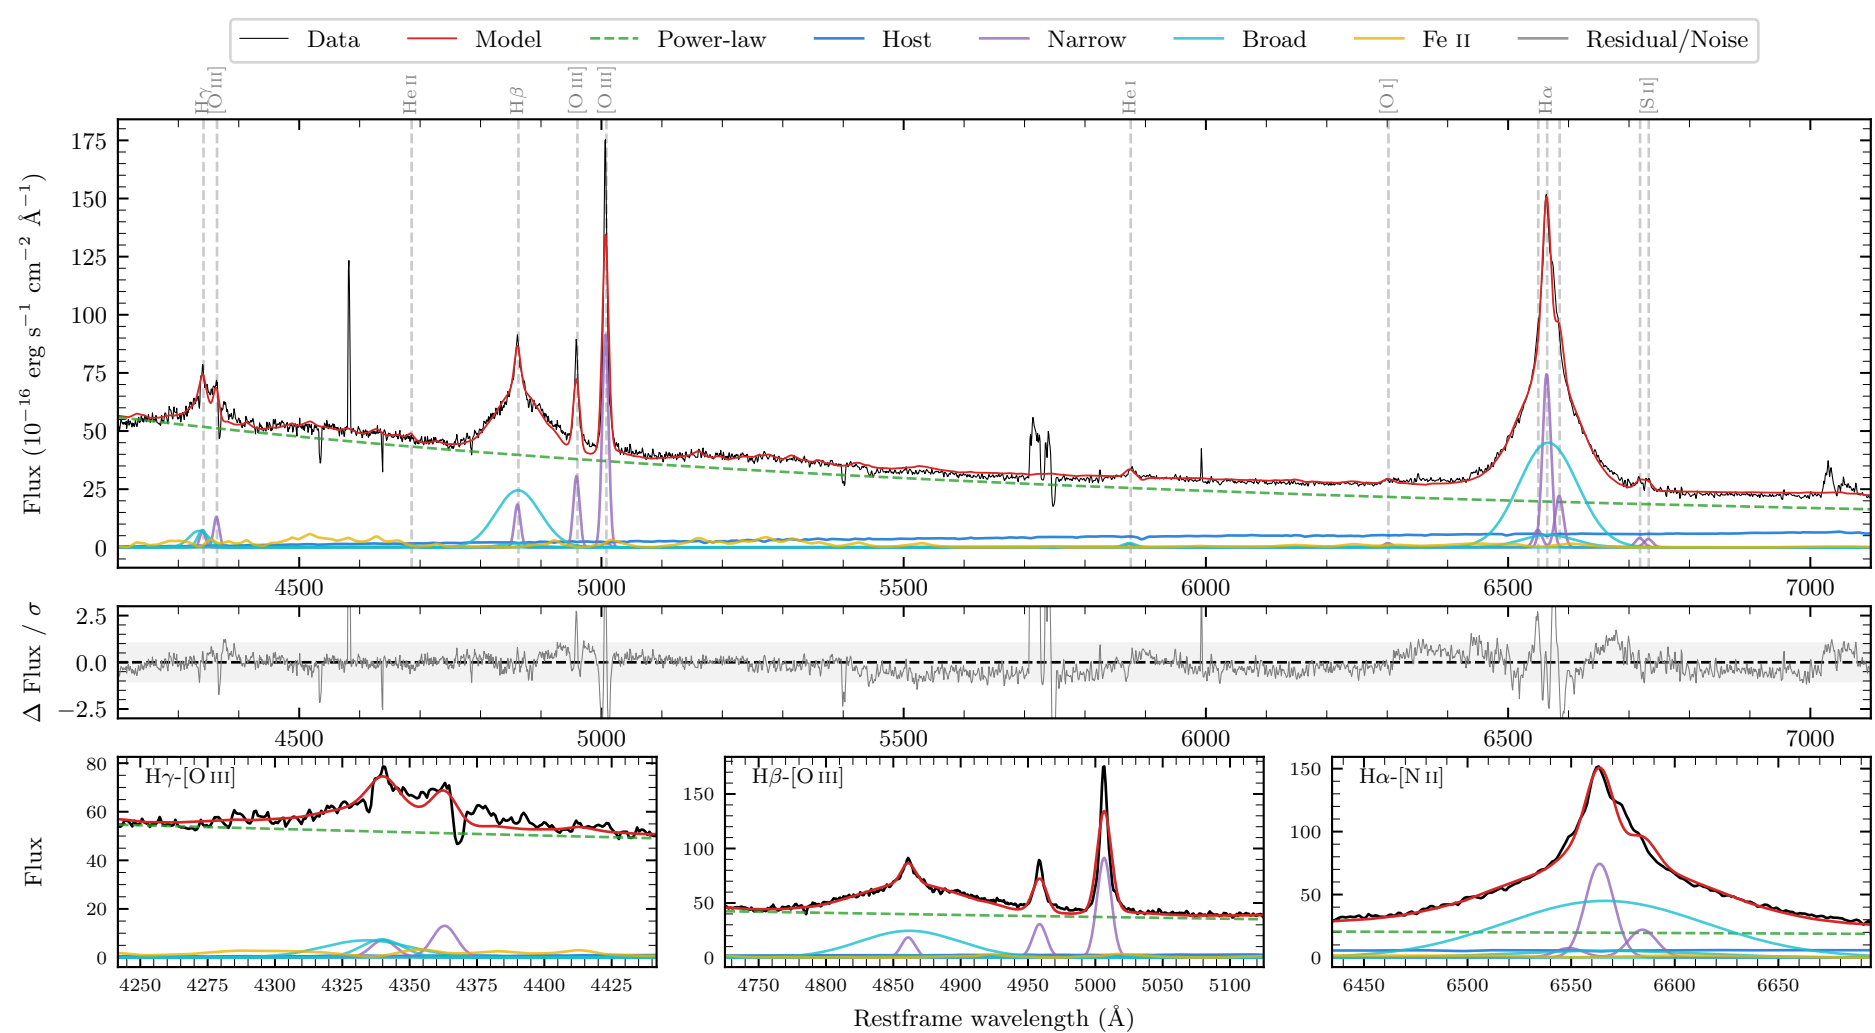 Data Model Power-law Host Narrow Broad Fe II Residual/Noise
Hγ [O III] He II Hβ [O III] [O III] He I [O I] Hα [S II]
Flux (10−16 erg s−1 cm−2 Å−1)
175
150
125
100
75
50
25
0
4500 5000 5500 6000 6500 7000
Δ Flux / σ
2.5
0.0
−2.5
4500 5000 5500 6000 6500 7000
Flux
Hγ-[O III]
80
60
40
20
0
4250 4275 4300 4325 4350 4375 4400 4425
Hβ-[O III]
150
100
50
0
4750 4800 4850 4900 4950 5000 5050 5100
Hα-[N II]
150
100
50
0
6450 6500 6550 6600 6650
Restframe wavelength (Å)